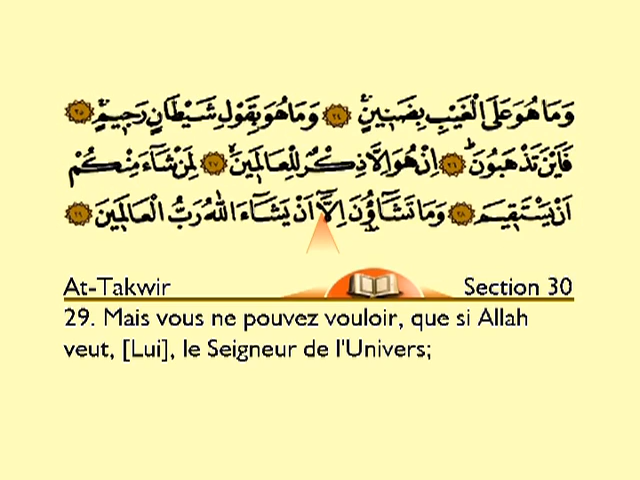 وَمَا هُوَ عَلَى الْغَيْبِ بِضَنِينٍ ٢٤ وَمَا هُوَ بِقَوْلِ شَيْطَانٍ رَجِيمٍ ٢٥
فَاَيْنَ تَذْهَبُونَ ٢٦ اِنْ هُوَ اِلَّا ذِكْرٌ لِلْعَالَمِينَ ٢٧ لِمَنْ شَاءَ مِنْكُمْ
اَنْ يَسْتَقِيمَ ٢٨ وَمَا تَشَاؤُنَ اِلَّا اَنْ يَشَاءَ اللّٰهُ رَبُّ الْعَالَمِينَ ٢٩
At-Takwir Section 30
29. Mais vous ne pouvez vouloir, que si Allah
veut, [Lui], le Seigneur de l'Univers;